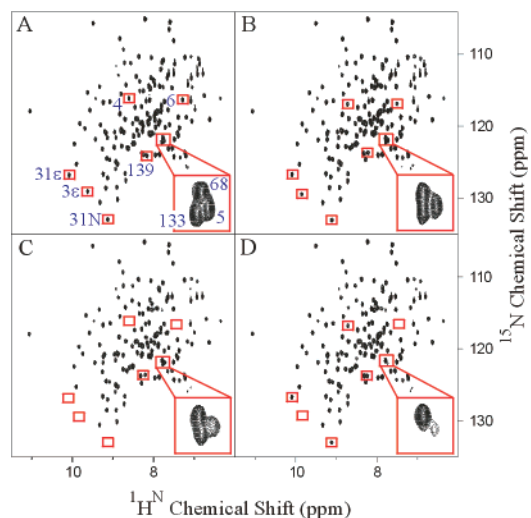 A
B
110
4
6
120
31ε
139
3ε
68
130
31N
133
5
C
D
110
120
130
10
8
10
8
¹Hᴺ Chemical Shift (ppm)
¹⁵N Chemical Shift (ppm)